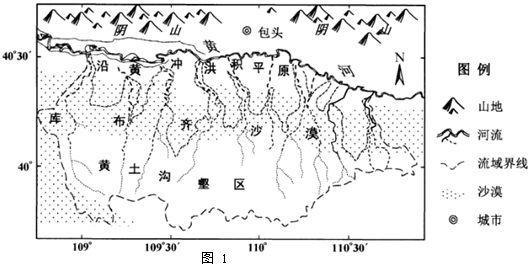 阴 山 包头 阴 山
黄 河
N
40°30′
沿 黄 冲 洪 积 平 原
库 布 齐 沙 漠
40°
黄 土 沟 壑 区
109° 109°30′ 110° 110°30′
图 例
山地
河流
流域界线
沙漠
城市
图 1